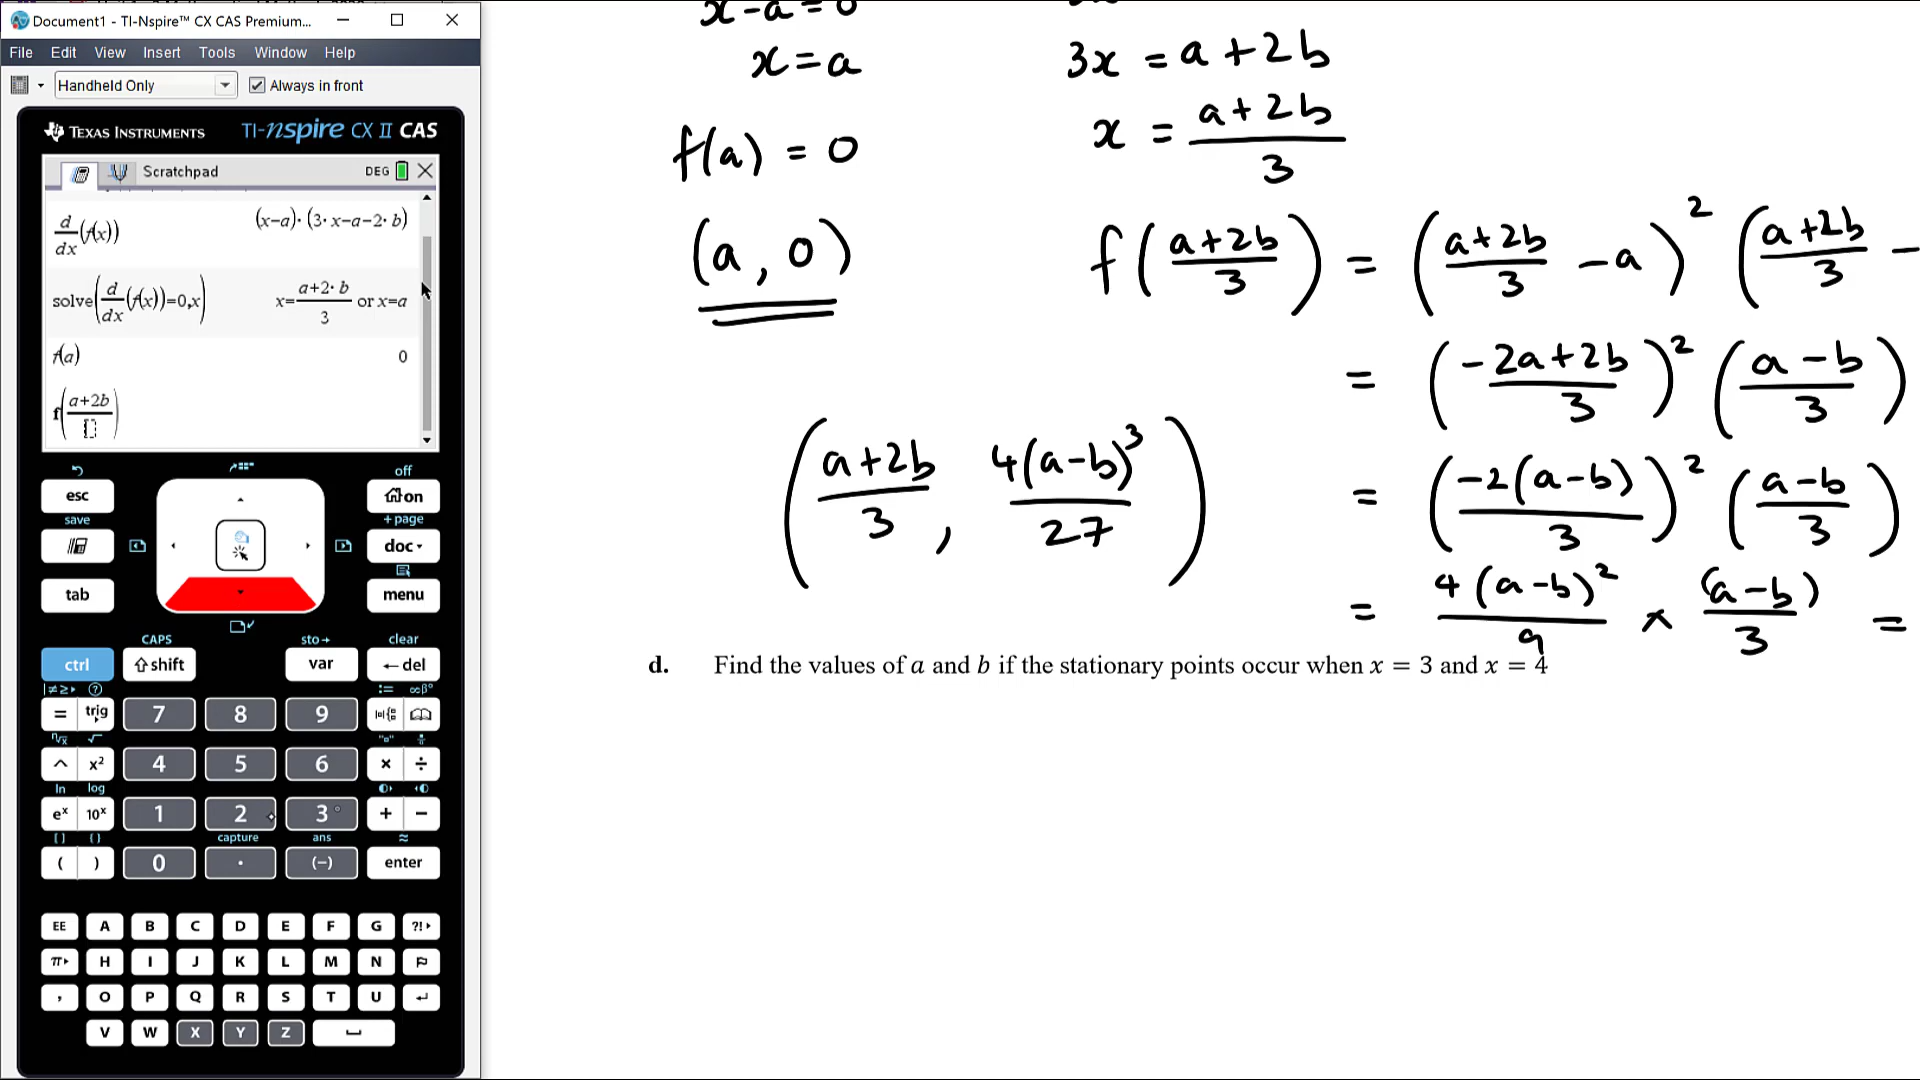 Document1 - TI-Nspire™ CX CAS Premium...
File Edit View Insert Tools Window Help
Handheld Only Always in front
TEXAS INSTRUMENTS TI-nspire CX II CAS
Scratchpad DEG
d/dx(f(x)) (x-a)·(3·x-a-2·b)
solve(d/dx(f(x))=0,x) x=(a+2·b)/3 or x=a
f(a) 0
f((a+2b)/
off
esc on
save + page
doc
tab menu
CAPS sto→ clear
ctrl shift var ←del
= trig 7 8 9
^ x² 4 5 6 × ÷
ln log
eˣ 10ˣ 1 2 3 + −
[ ] { } capture ans ≈
( ) 0 . (−) enter
EE A B C D E F G ?!
π H I J K L M N
, O P Q R S T U
V W X Y Z
x-a=0
x=a
f(a) = 0
(a, 0)
3x = a+2b
x = (a+2b)/3
f((a+2b)/3) = ((a+2b)/3 - a)² ((a+2b)/3 -
= ((-2a+2b)/3)² ((a-b)/3)
= (-2(a-b)/3)² ((a-b)/3)
= 4(a-b)²/9 × (a-b)/3 =
((a+2b)/3, 4(a-b)³/27)
d. Find the values of a and b if the stationary points occur when x = 3 and x = 4